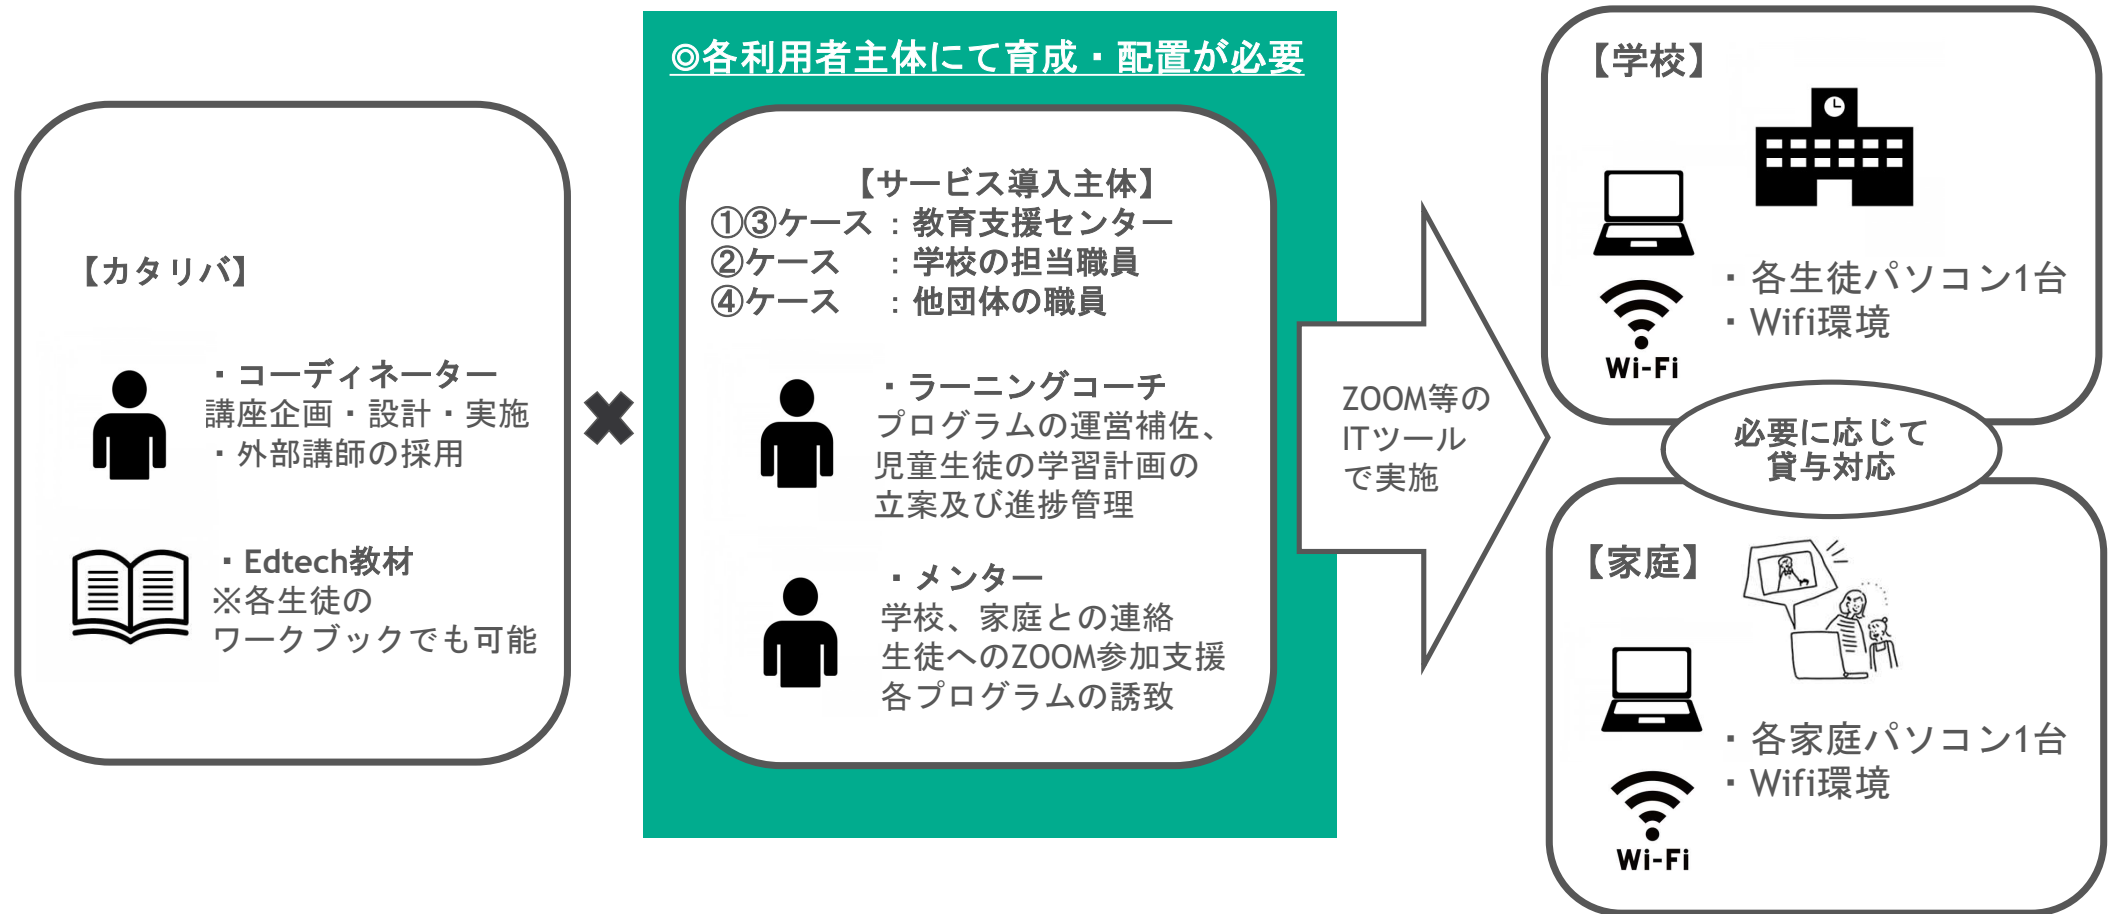 ◎各利用者主体にて育成・配置が必要
【カタリバ】
・コーディネーター
講座企画・設計・実施
・外部講師の採用
・Edtech教材
※各生徒の
ワークブックでも可能
【サービス導入主体】
①③ケース：教育支援センター
②ケース　：学校の担当職員
④ケース　：他団体の職員
・ラーニングコーチ
プログラムの運営補佐、
児童生徒の学習計画の
立案及び進捗管理
・メンター
学校、家庭との連絡
生徒へのZOOM参加支援
各プログラムの誘致
ZOOM等の
ITツール
で実施
【学校】
・各生徒パソコン1台
・Wifi環境
Wi-Fi
必要に応じて
貸与対応
【家庭】
・各家庭パソコン1台
・Wifi環境
Wi-Fi